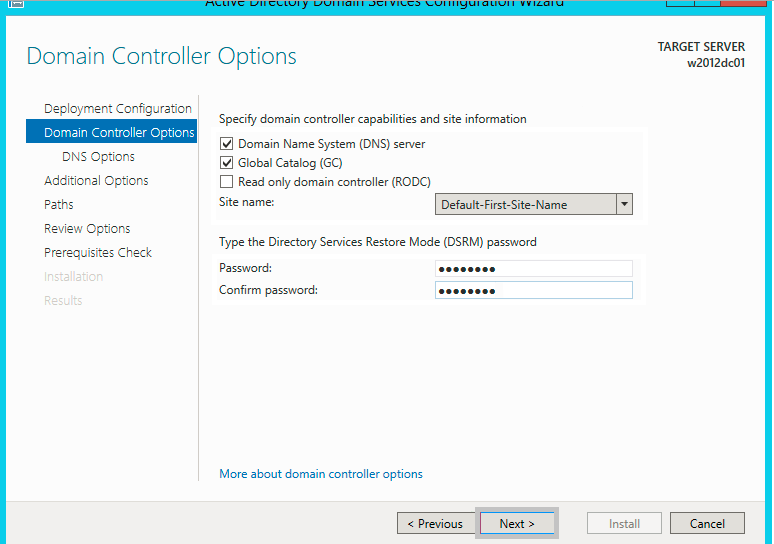 Active Directory Domain Services Configuration Wizard
Domain Controller Options
TARGET SERVER
w2012dc01
Deployment Configuration
Domain Controller Options
DNS Options
Additional Options
Paths
Review Options
Prerequisites Check
Installation
Results
Specify domain controller capabilities and site information
Domain Name System (DNS) server
Global Catalog (GC)
Read only domain controller (RODC)
Site name:
Default-First-Site-Name
Type the Directory Services Restore Mode (DSRM) password
Password:
●●●●●●●●
Confirm password:
●●●●●●●●
More about domain controller options
< Previous
Next >
Install
Cancel